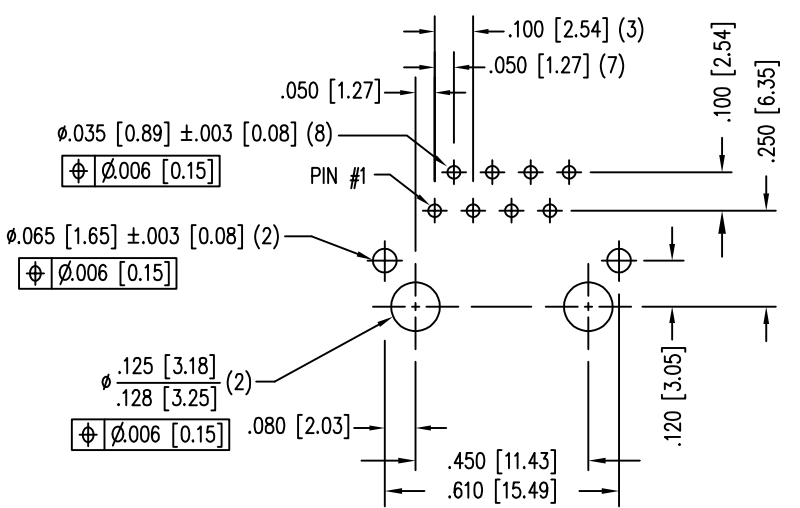 .100 [2.54] (3)
.050 [1.27] (7)
.050 [1.27]
.100 [2.54]
.250 [6.35]
ø.035 [0.89] ±.003 [0.08] (8)
⌖ Ø.006 [0.15]
PIN #1
ø.065 [1.65] ±.003 [0.08] (2)
⌖ Ø.006 [0.15]
ø .125 [3.18]
.128 [3.25] (2)
⌖ Ø.006 [0.15]
.080 [2.03]
.120 [3.05]
.450 [11.43]
.610 [15.49]